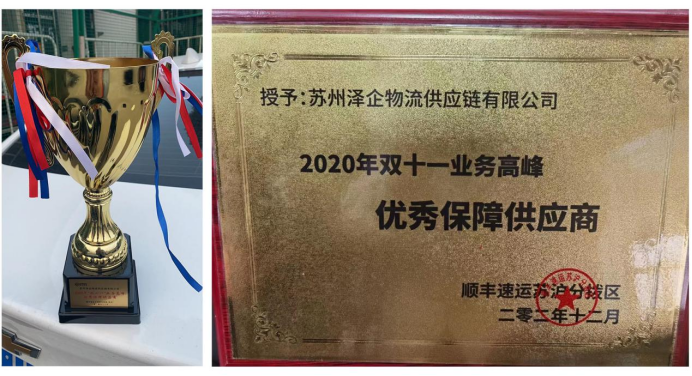 授予：苏州泽企物流供应链有限公司
2020年双十一业务高峰
优秀保障供应商
顺丰速运苏沪分拨区
二零二年十二月